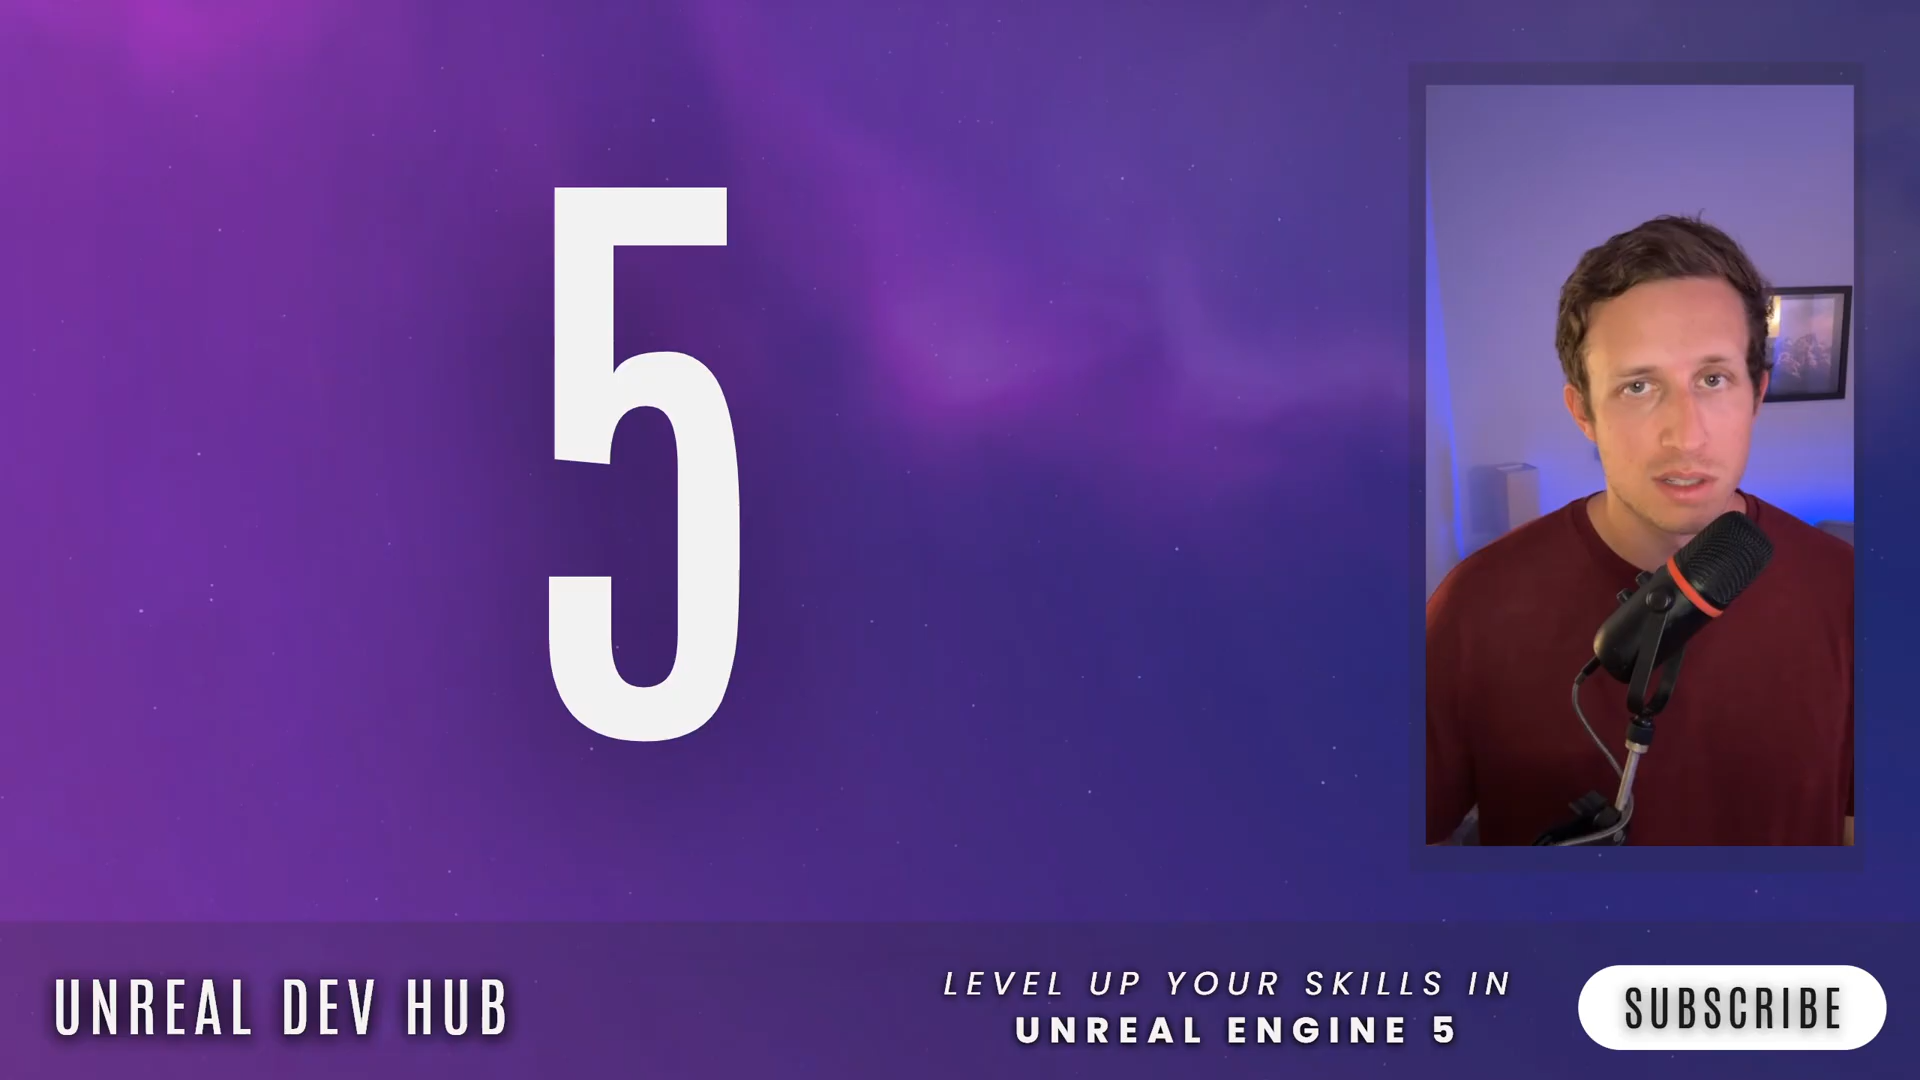 5
UNREAL DEV HUB
LEVEL UP YOUR SKILLS IN
UNREAL ENGINE 5
SUBSCRIBE